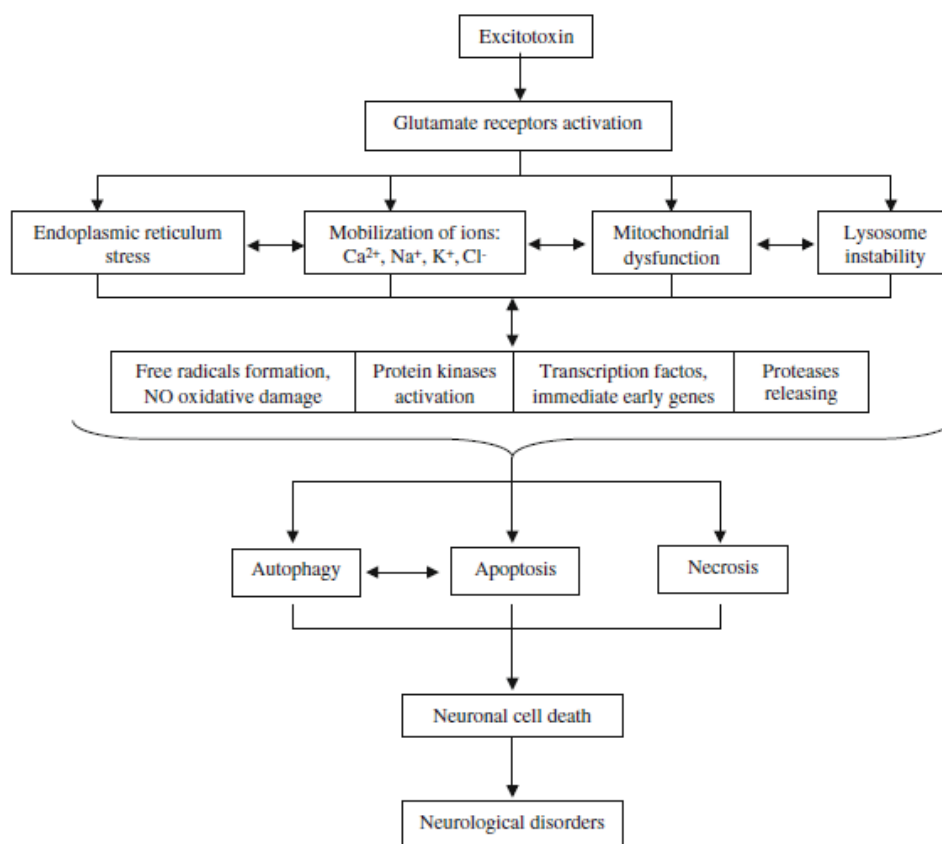 Excitotoxin
Glutamate receptors activation
Endoplasmic reticulum
stress
Mobilization of ions:
Ca²⁺, Na⁺, K⁺, Cl⁻
Mitochondrial
dysfunction
Lysosome
instability
Free radicals formation,
NO oxidative damage
Protein kinases
activation
Transcription factos,
immediate early genes
Proteases
releasing
Autophagy
Apoptosis
Necrosis
Neuronal cell death
Neurological disorders